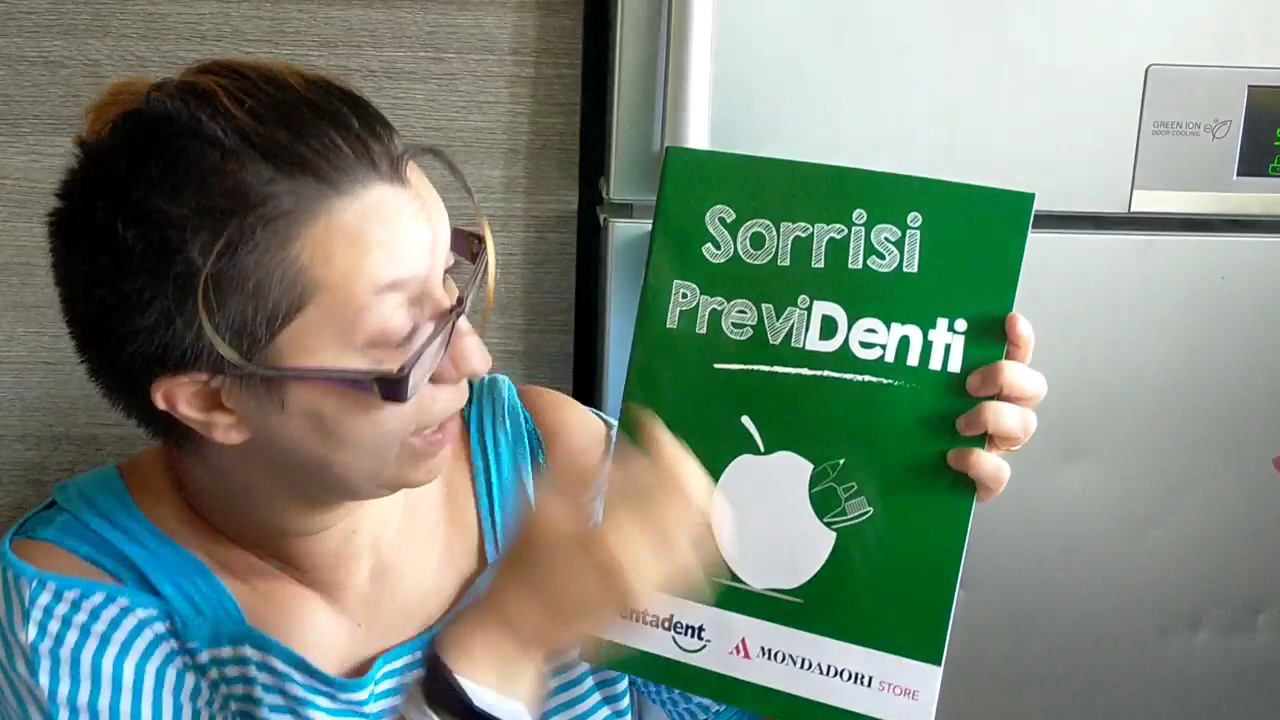 GREEN ION
DOOR COOLING
Sorrisi
PreviDenti
MONDADORI STORE